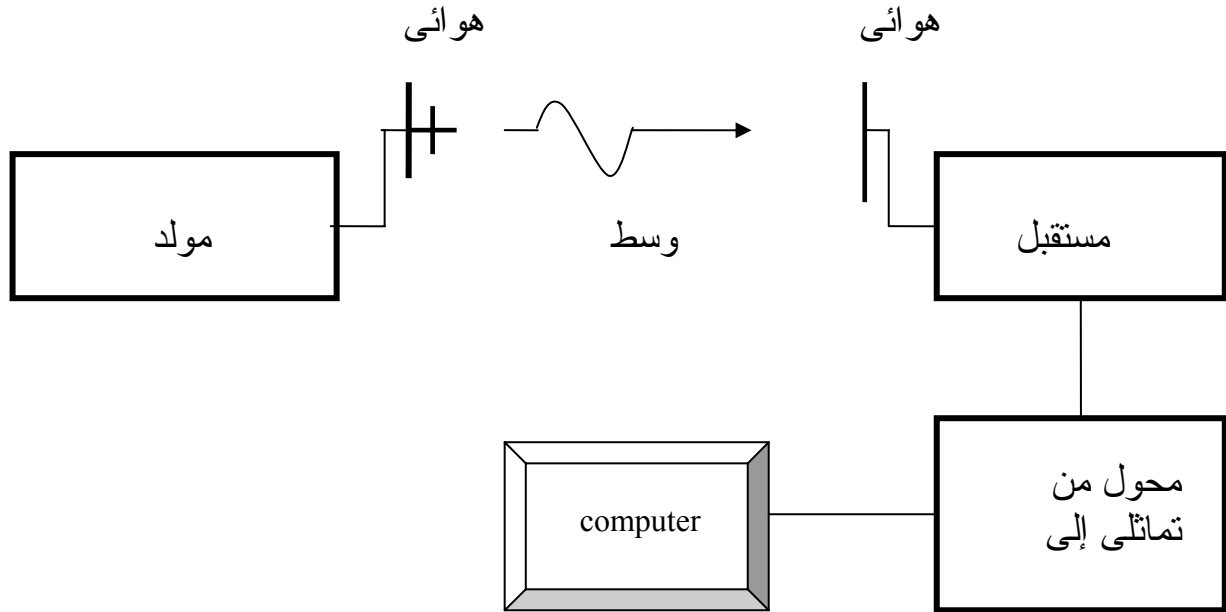 هوائى
هوائى
مولد
وسط
مستقبل
محول من
تماثلى إلى
computer